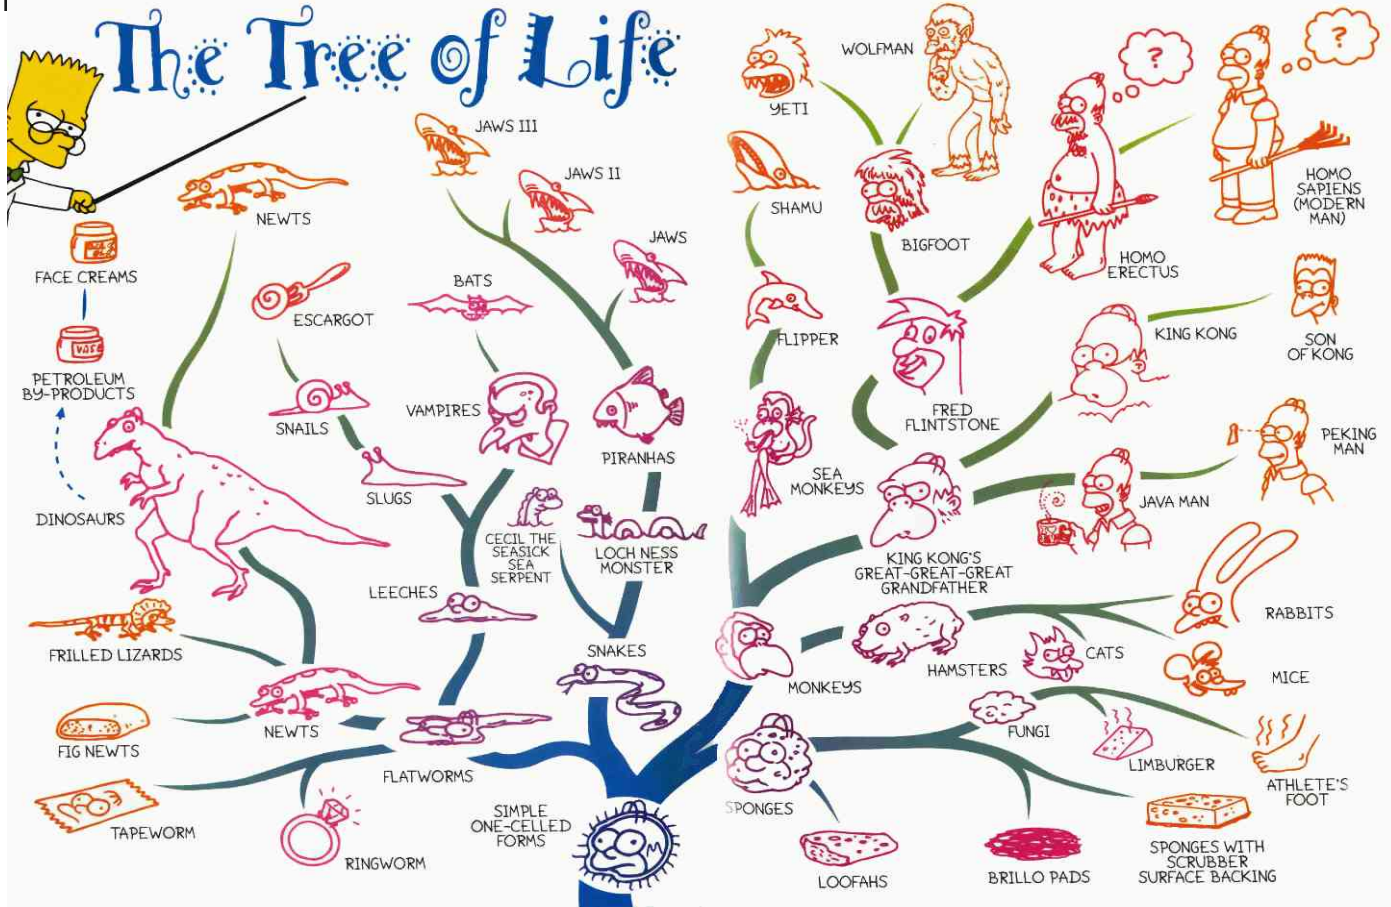 The Tree of Life
WOLFMAN
?
?
YETI
JAWS III
JAWS II
JAWS
NEWTS
SHAMU
BIGFOOT
HOMO
SAPIENS
(MODERN
MAN)
HOMO
ERECTUS
FACE CREAMS
BATS
ESCARGOT
FLIPPER
KING KONG
SON
OF KONG
VASE
PETROLEUM
BY-PRODUCTS
SNAILS
VAMPIRES
PIRANHAS
FRED
FLINTSTONE
PEKING
MAN
SEA
MONKEYS
JAVA MAN
SLUGS
DINOSAURS
CECIL THE
SEASICK
SEA
SERPENT
LOCH NESS
MONSTER
KING KONG'S
GREAT-GREAT-GREAT
GRANDFATHER
LEECHES
RABBITS
FRILLED LIZARDS
SNAKES
CATS
HAMSTERS
MICE
MONKEYS
NEWTS
FUNGI
FIG NEWTS
FLATWORMS
LIMBURGER
ATHLETE'S
FOOT
SPONGES
SIMPLE
ONE-CELLED
FORMS
TAPEWORM
RINGWORM
LOOFAHS
BRILLO PADS
SPONGES WITH
SCRUBBER
SURFACE BACKING